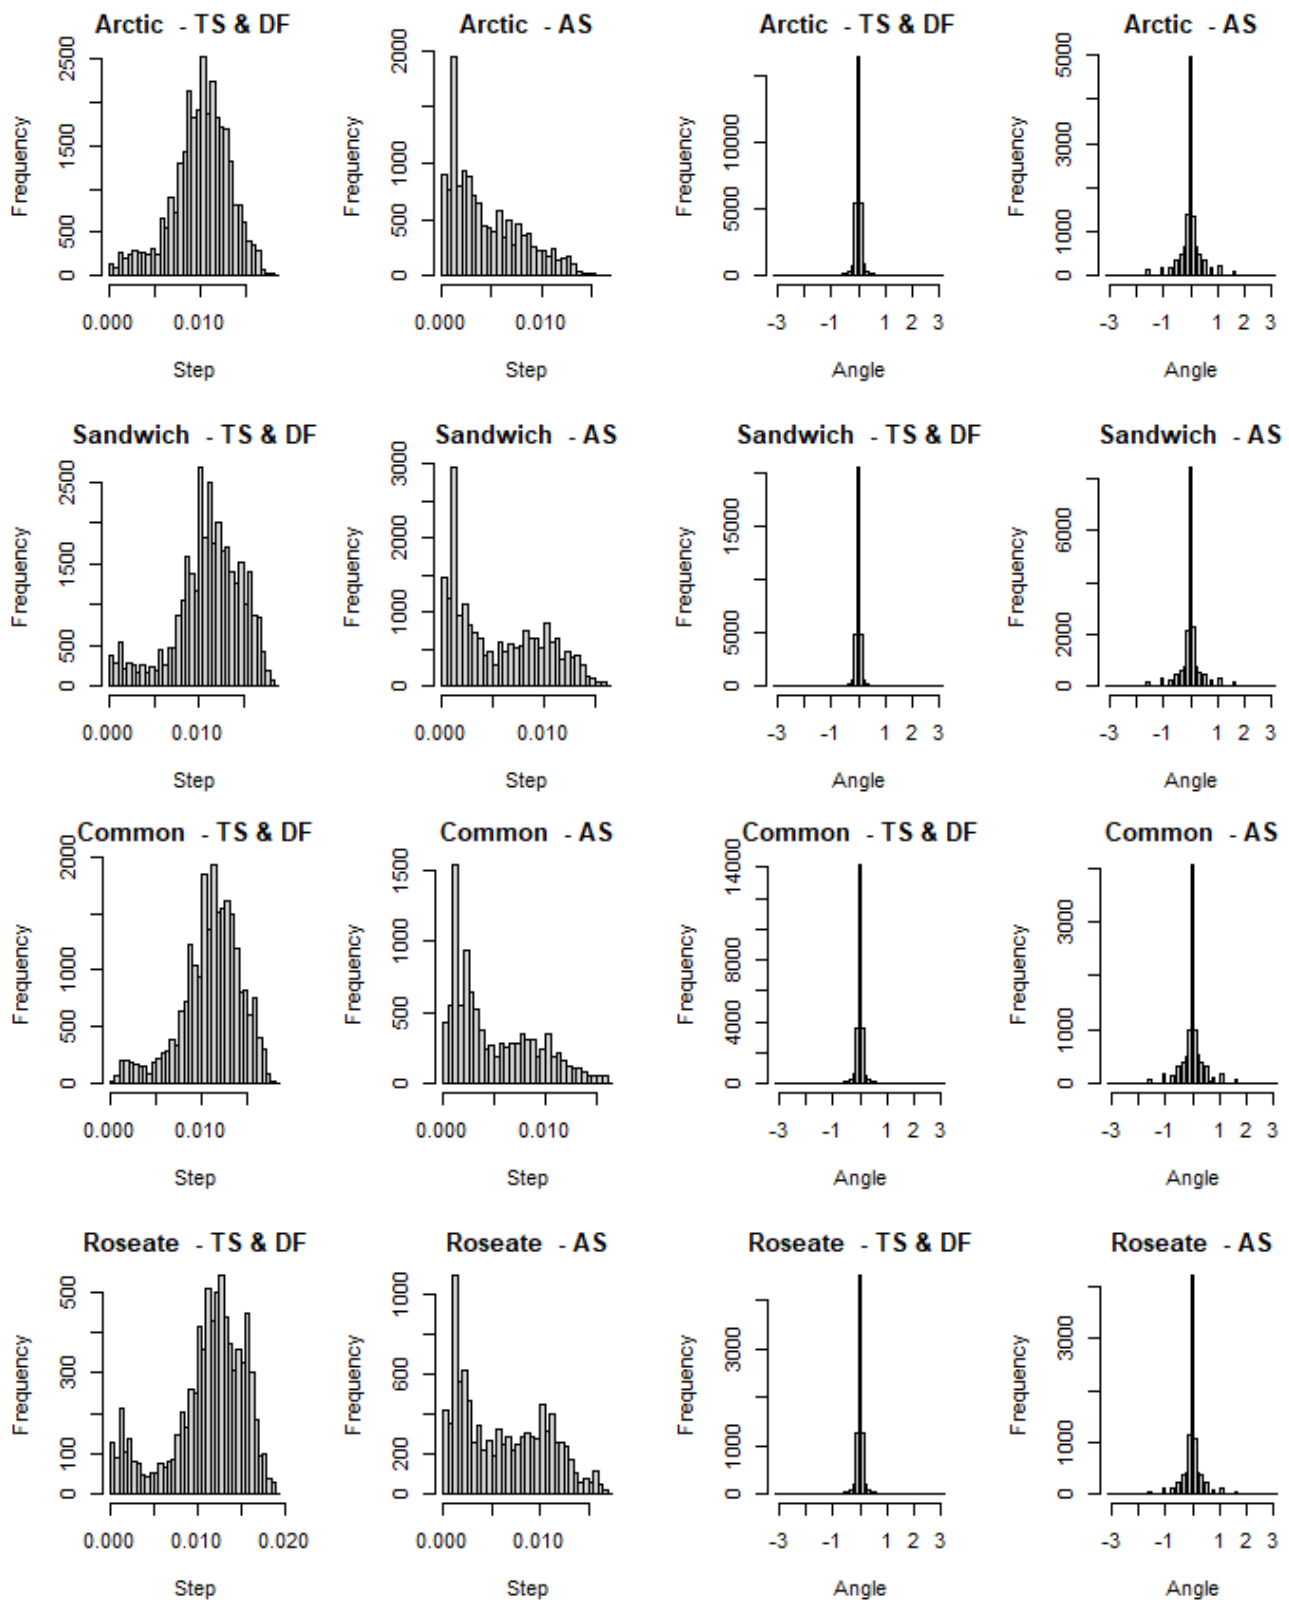 Arctic - TS & DF
Arctic - AS
Arctic - TS & DF
Arctic - AS
Frequency
0 500 1500 2500
0.000 0.010
Step
Frequency
0 500 1000 2000
0.000 0.010
Step
Frequency
0 5000 10000
-3 -1 1 2 3
Angle
Frequency
0 1000 3000 5000
-3 -1 1 2 3
Angle
Sandwich - TS & DF
Sandwich - AS
Sandwich - TS & DF
Sandwich - AS
Frequency
0 500 1500 2500
0.000 0.010
Step
Frequency
0 1000 2000 3000
0.000 0.010
Step
Frequency
0 5000 15000
-3 -1 1 2 3
Angle
Frequency
0 2000 6000
-3 -1 1 2 3
Angle
Common - TS & DF
Common - AS
Common - TS & DF
Common - AS
Frequency
0 500 1000 2000
0.000 0.010
Step
Frequency
0 500 1000 1500
0.000 0.010
Step
Frequency
0 4000 8000 14000
-3 -1 1 2 3
Angle
Frequency
0 1000 3000
-3 -1 1 2 3
Angle
Roseate - TS & DF
Roseate - AS
Roseate - TS & DF
Roseate - AS
Frequency
0 100 300 500
0.000 0.010 0.020
Step
Frequency
0 200 600 1000
0.000 0.010
Step
Frequency
0 1000 3000
-3 -1 1 2 3
Angle
Frequency
0 1000 3000
-3 -1 1 2 3
Angle